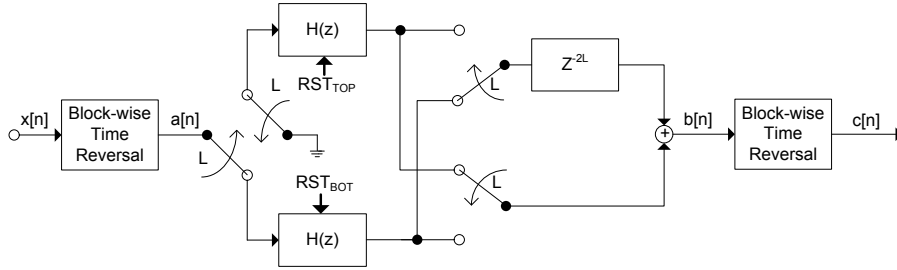 x[n]
Block-wise
Time
Reversal
a[n]
L
L
H(z)
RST_TOP
RST_BOT
H(z)
L
L
Z^-2L
+
b[n]
Block-wise
Time
Reversal
c[n]